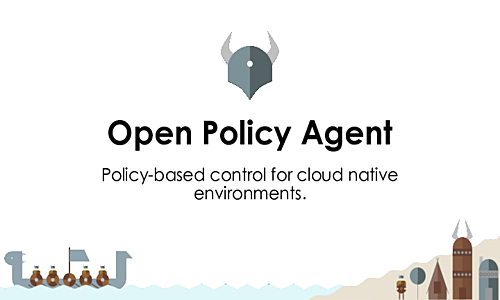 Open Policy Agent
Policy-based control for cloud native
environments.